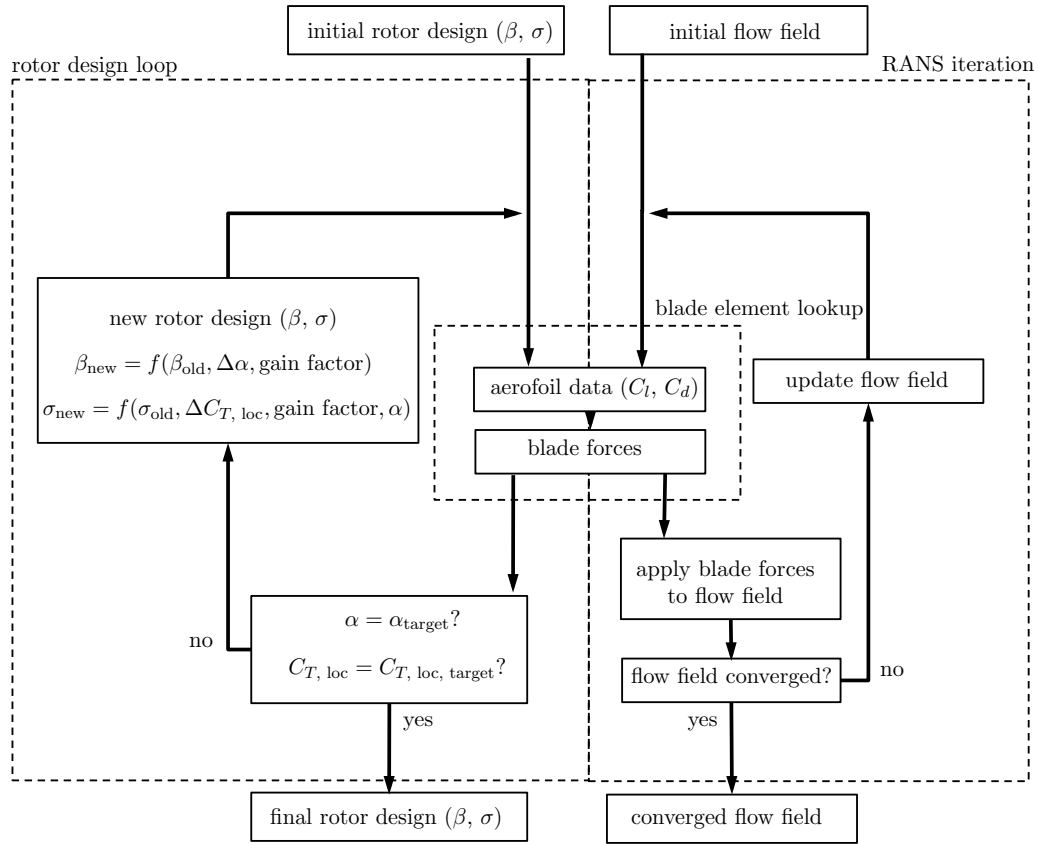 initial rotor design (β, σ)
initial flow field
rotor design loop
RANS iteration
new rotor design (β, σ)
β_new = f(β_old, Δα, gain factor)
σ_new = f(σ_old, ΔC_{T, loc}, gain factor, α)
blade element lookup
aerofoil data (C_l, C_d)
blade forces
update flow field
apply blade forces
to flow field
α = α_target?
C_{T, loc} = C_{T, loc, target}?
no
yes
flow field converged?
no
yes
final rotor design (β, σ)
converged flow field